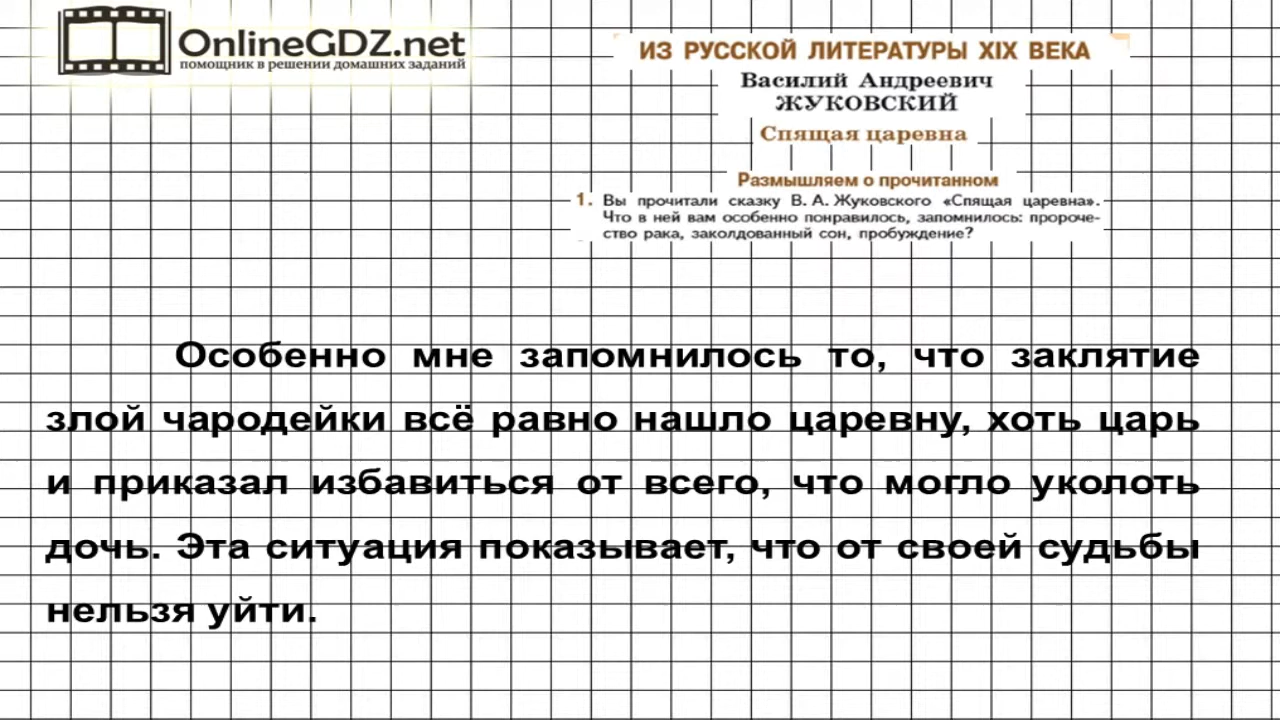 OnlineGDZ.net
помощник в решении домашних заданий
ИЗ РУССКОЙ ЛИТЕРАТУРЫ XIX ВЕКА
Василий Андреевич
ЖУКОВСКИЙ
Спящая царевна
Размышляем о прочитанном
1. Вы прочитали сказку В. А. Жуковского «Спящая царевна».
Что в ней вам особенно понравилось, запомнилось: пророче-
ство рака, заколдованный сон, пробуждение?
Особенно мне запомнилось то, что заклятие
злой чародейки всё равно нашло царевну, хоть царь
и приказал избавиться от всего, что могло уколоть
дочь. Эта ситуация показывает, что от своей судьбы
нельзя уйти.